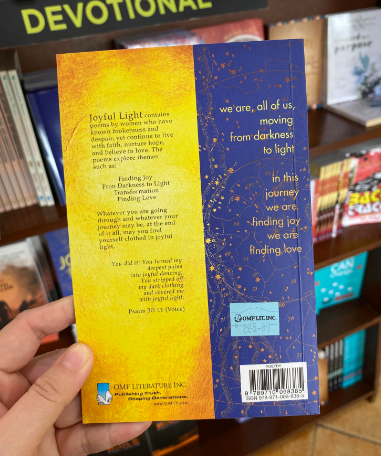 DEVOTIONAL
Joyful Light contains
poems by women who have
known brokenness and
despair, yet continue to live
with faith, nurture hope,
and believe in love. The
poems explore themes
such as:
Finding Joy
From Darkness to Light
Transformation
Finding Love
Whatever you are going
through and whatever your
journey may be, at the end
of it all, may you find
yourself clothed in joyful
light.
You did it: You turned my
deepest pains
into joyful dancing;
You stripped off
my dark clothing
and covered me
with joyful light.
Psalm 30:11 (Voice)
OMF LITERATURE INC.
Publishing Truth.
Shaping Generations.
we are, all of us,
moving
from darkness
to light
in this
journey
we are
finding joy
we are
finding love
OMF LIT. INC.
POETRY
purpose
CAN